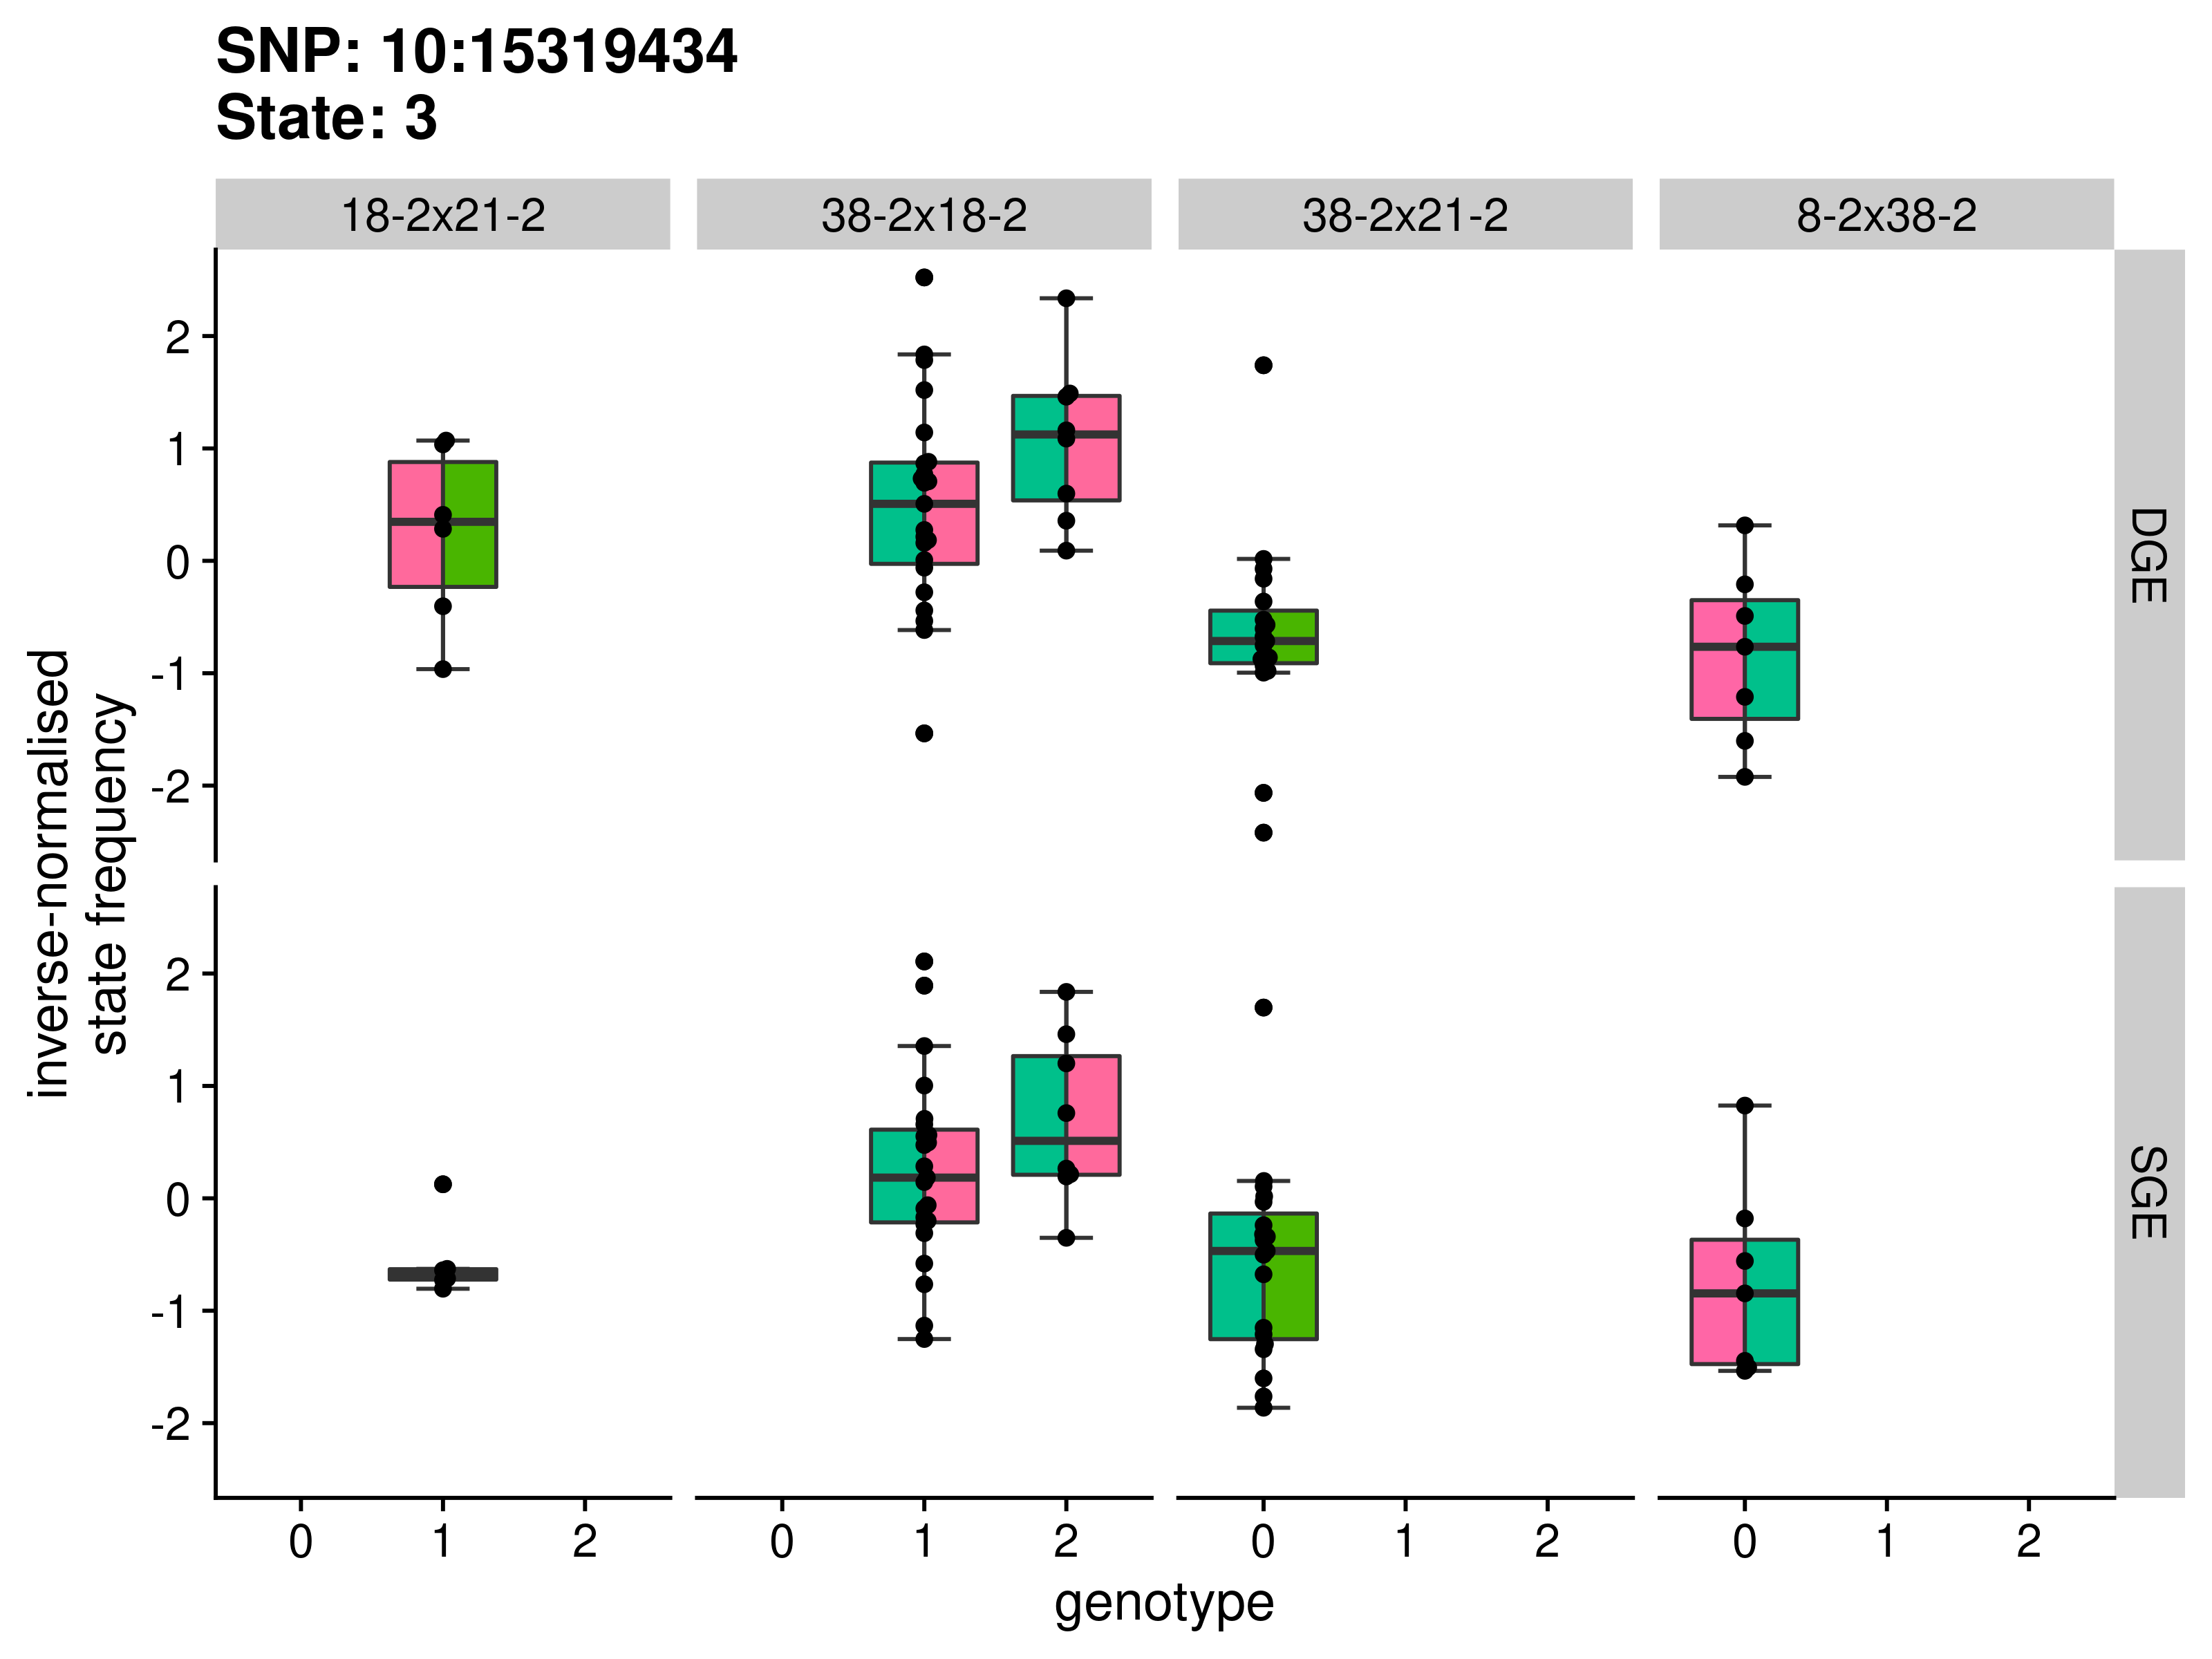 SNP: 10:15319434
State: 3
18-2x21-2
38-2x18-2
38-2x21-2
8-2x38-2
2
1
0
-1
-2
DGE
inverse-normalised
state frequency
2
1
0
-1
-2
SGE
0 1 2
0 1 2
0 1 2
0 1 2
genotype